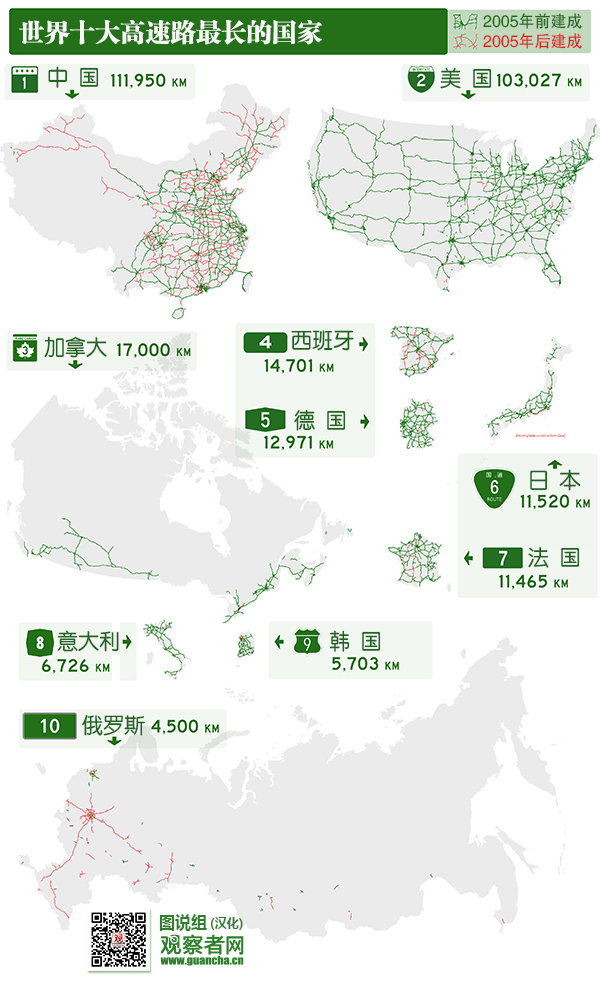 世界十大高速路最长的国家
2005年前建成
2005年后建成
1 中国 111,950 KM
2 美国 103,027 KM
3 加拿大 17,000 KM
4 西班牙
14,701 KM
5 德国
12,971 KM
国道
6
ROUTE
日本
11,520 KM
7 法国
11,465 KM
8 意大利
6,726 KM
9 韩国
5,703 KM
10 俄罗斯 4,500 KM
观
图说组(汉化)
观察者网
www.guancha.cn